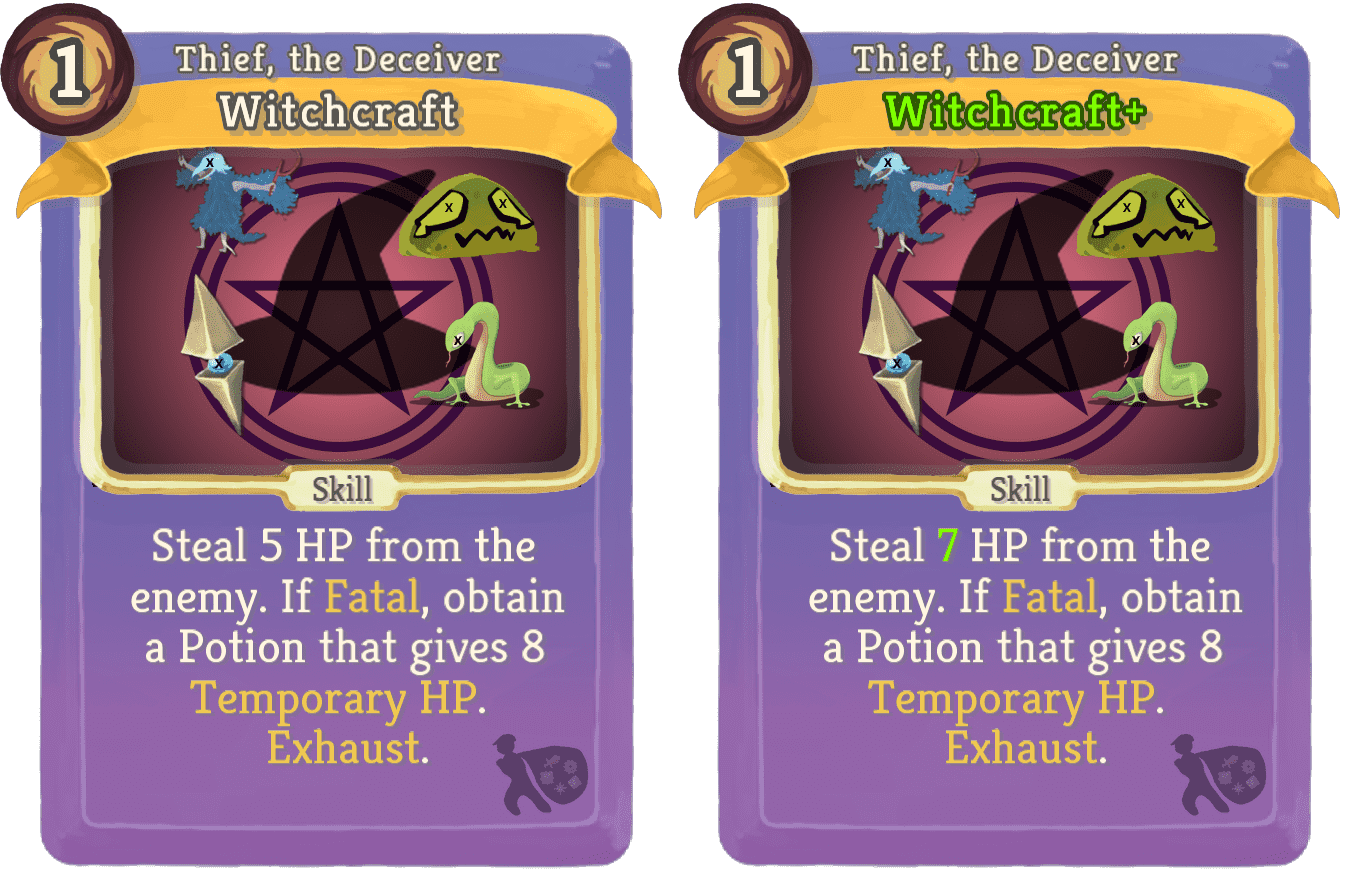 1
Thief, the Deceiver
Witchcraft
x
x x
x
x
Skill
Steal 5 HP from the
enemy. If Fatal, obtain
a Potion that gives 8
Temporary HP.
Exhaust.
1
Thief, the Deceiver
Witchcraft+
x
x x
x
x
Skill
Steal 7 HP from the
enemy. If Fatal, obtain
a Potion that gives 8
Temporary HP.
Exhaust.